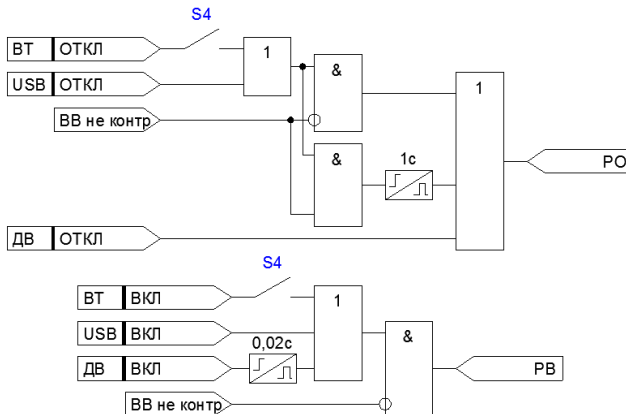 S4
ВТ ОТКЛ
1
&
USB ОТКЛ
1
ВВ не контр
&
1с
РО
ДВ ОТКЛ
S4
ВТ ВКЛ
1
USB ВКЛ
&
0,02с
ДВ ВКЛ
РВ
ВВ не контр